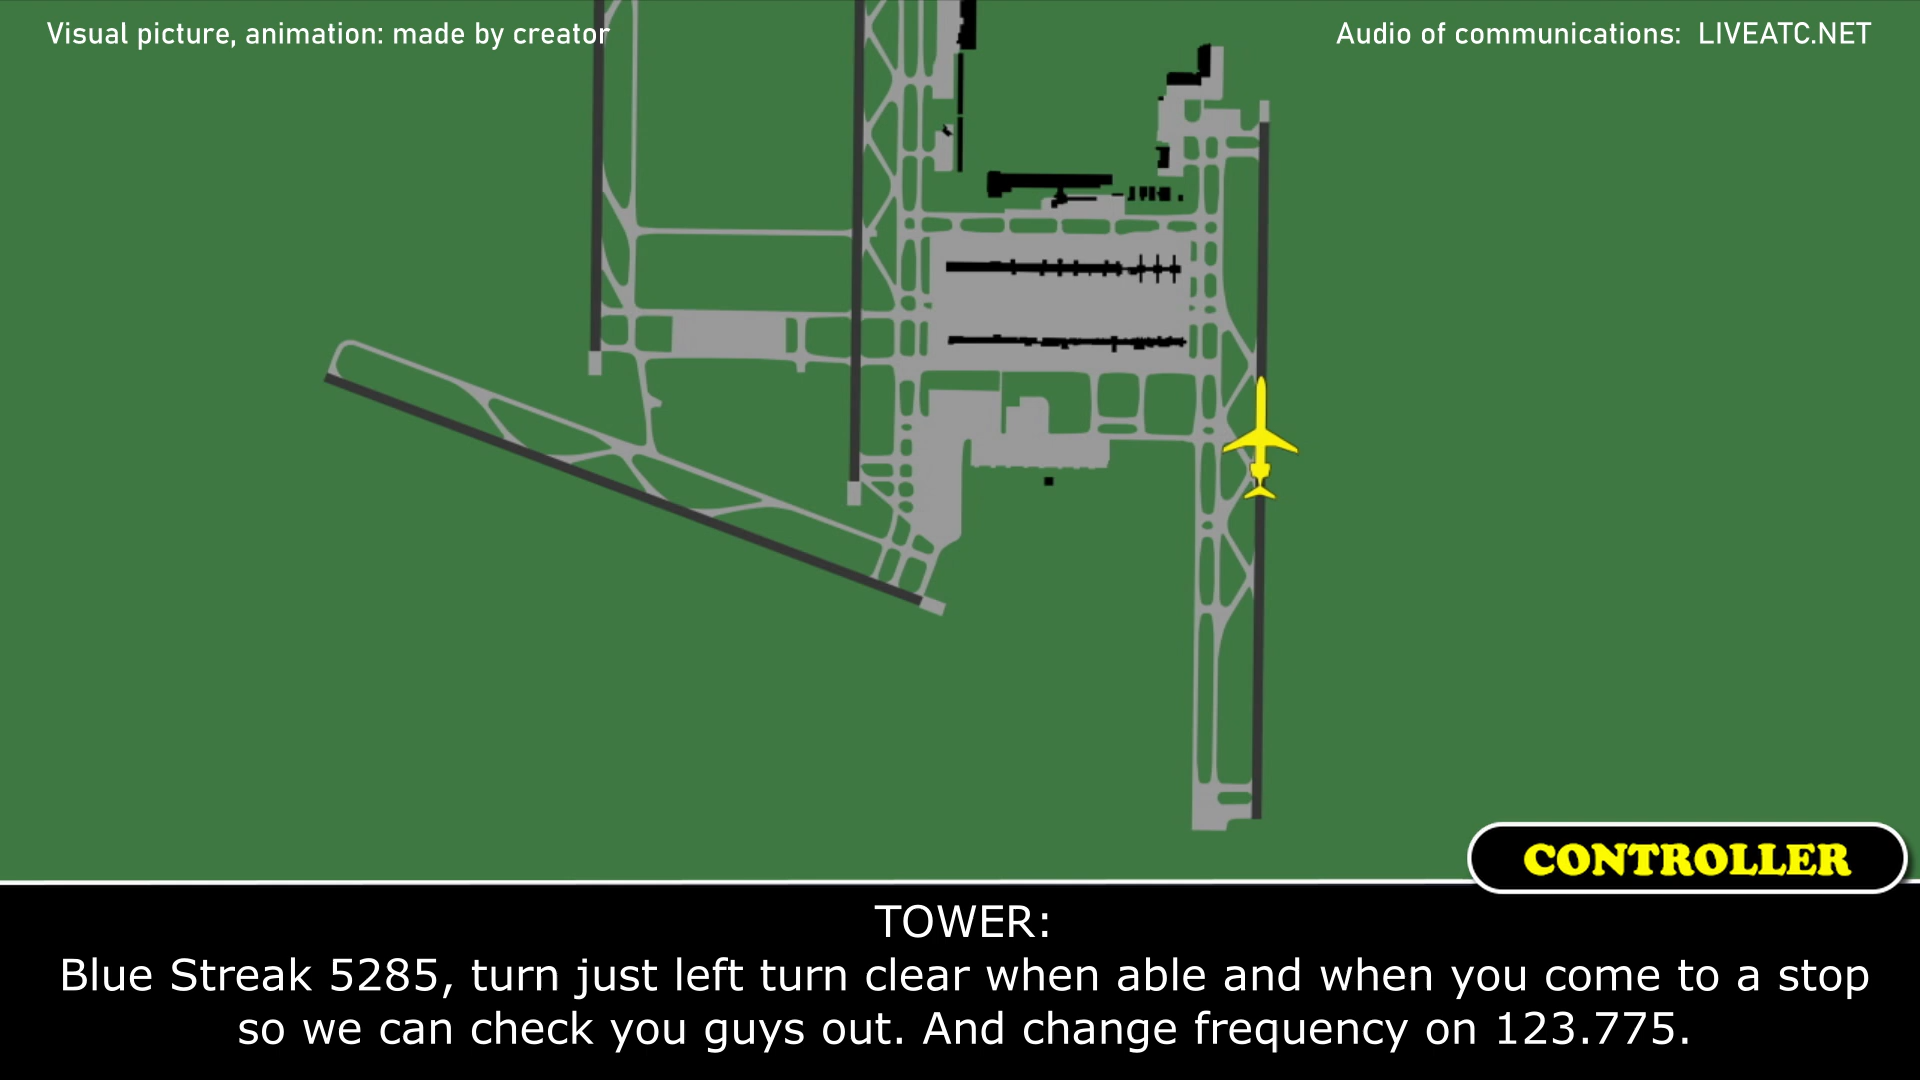 Visual picture, animation: made by creator
Audio of communications: LIVEATC.NET
CONTROLLER
TOWER:
Blue Streak 5285, turn just left turn clear when able and when you come to a stop
so we can check you guys out. And change frequency on 123.775.